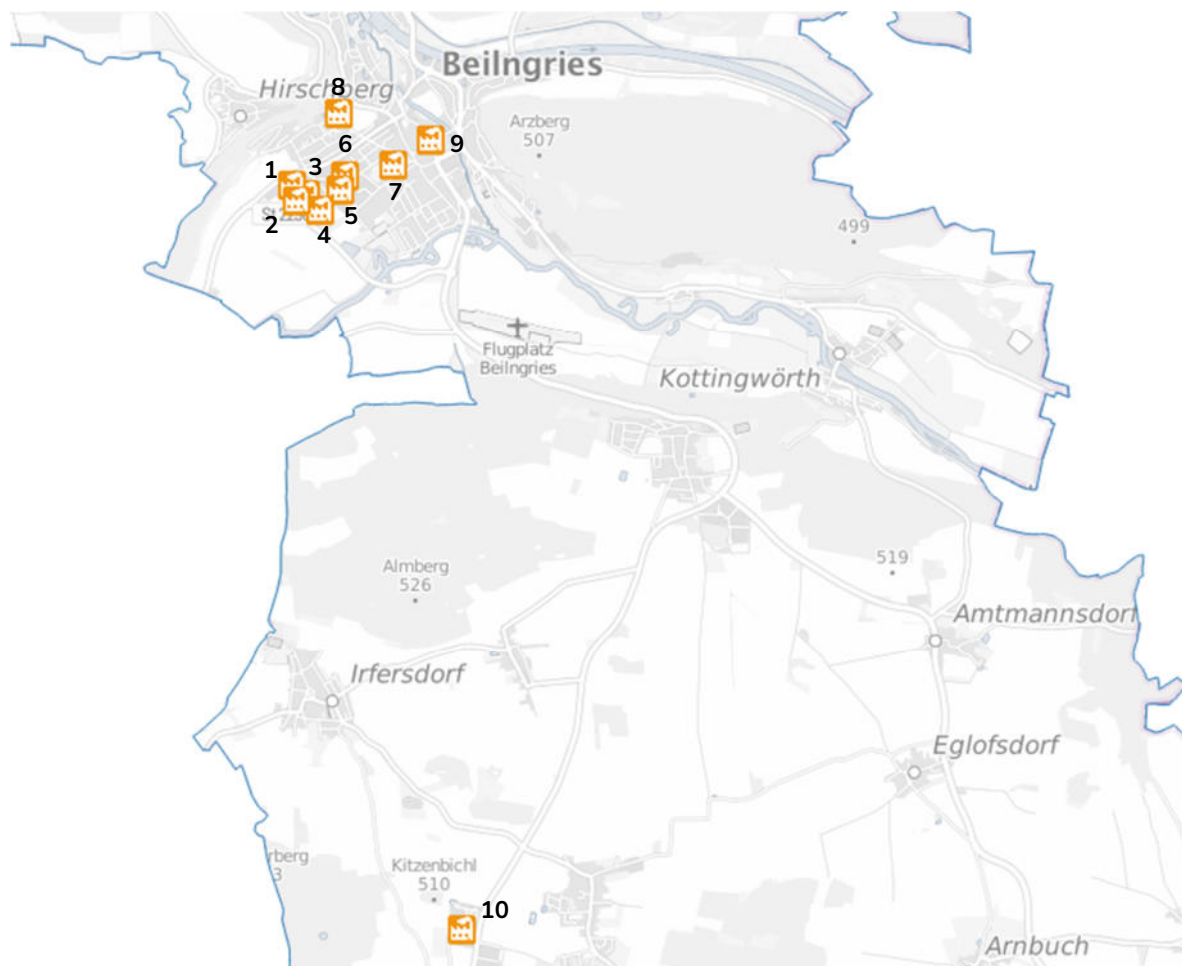 Beilngries
Hirschberg
8
Arzberg
507
9
6
7
3
1
5
2
4
499
Flugplatz
Beilngries
Kottingwörth
Almberg
526
519
Amtmannsdorf
Irfersdorf
Eglofsdorf
rberg
3
Kitzenbichl
510
10
Arnbuch